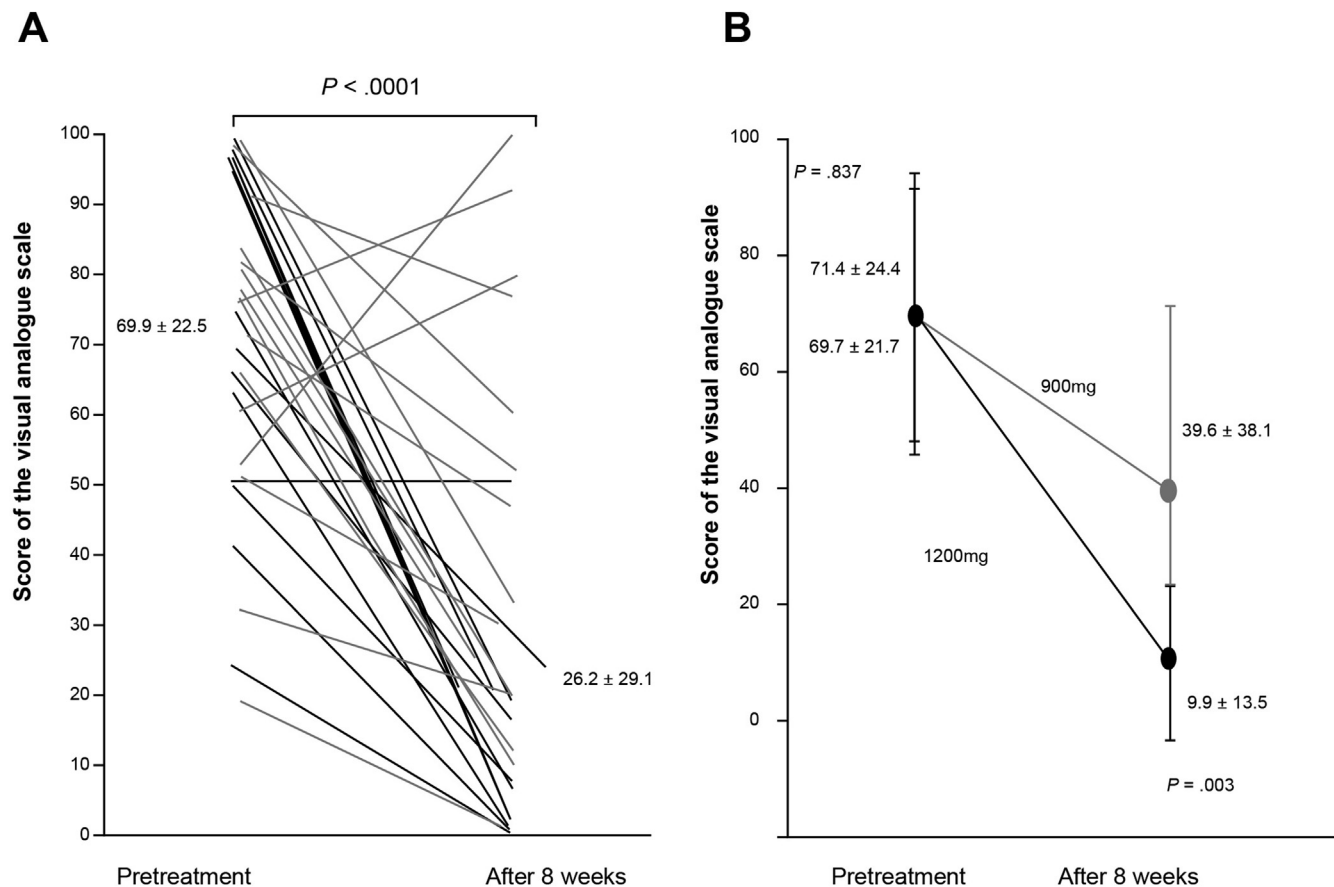 A
P < .0001
Score of the visual analogue scale
100
90
80
70
60
50
40
30
20
10
0
69.9 ± 22.5
26.2 ± 29.1
Pretreatment
After 8 weeks
B
Score of the visual analogue scale
100
80
60
40
20
0
P = .837
71.4 ± 24.4
69.7 ± 21.7
900mg
1200mg
39.6 ± 38.1
9.9 ± 13.5
P = .003
Pretreatment
After 8 weeks